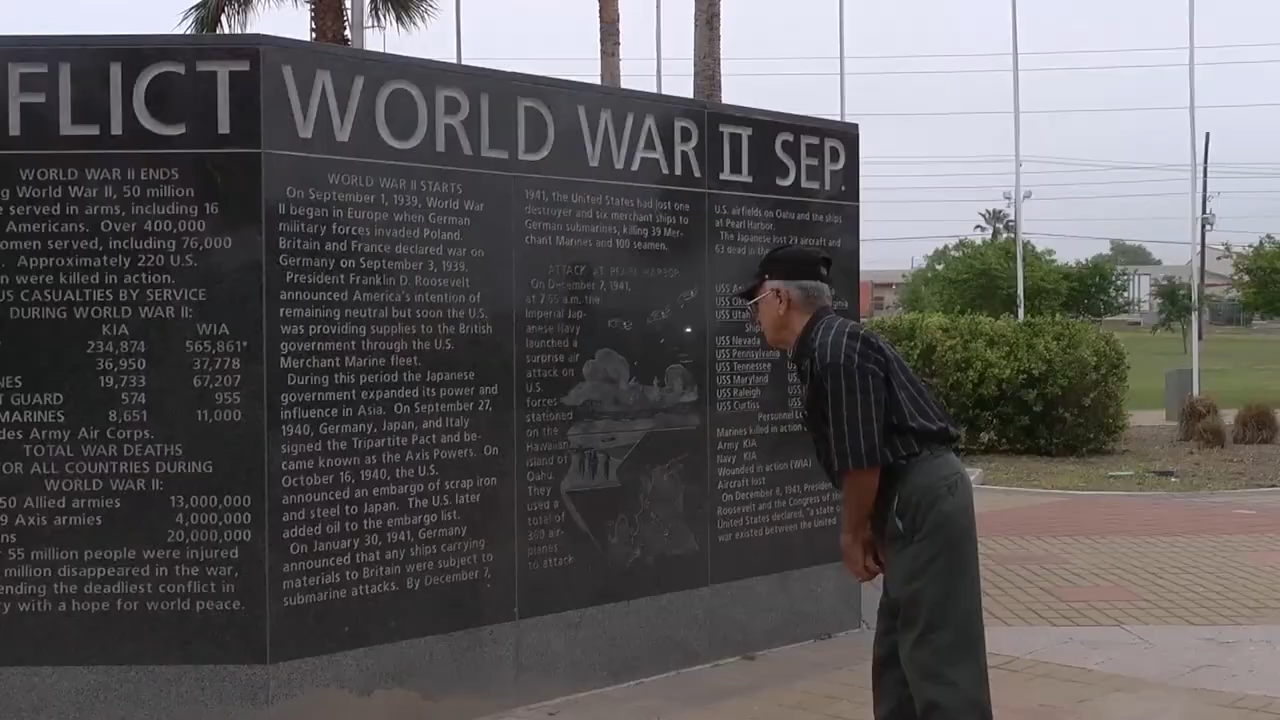 FLICT WORLD WAR II SEP.
WORLD WAR II ENDS
g World War II, 50 million
e served in arms, including 16
Americans. Over 400,000
omen served, including 76,000
. Approximately 220 U.S.
n were killed in action.
US CASUALTIES BY SERVICE
DURING WORLD WAR II:
KIA WIA
234,874 565,861*
36,950 37,778
NES 19,733 67,207
T GUARD 574 955
MARINES 8,651 11,000
des Army Air Corps.
TOTAL WAR DEATHS
FOR ALL COUNTRIES DURING
WORLD WAR II:
50 Allied armies 13,000,000
9 Axis armies 4,000,000
ns 20,000,000
r 55 million people were injured
million disappeared in the war,
ending the deadliest conflict in
ry with a hope for world peace.
WORLD WAR II STARTS
On September 1, 1939, World War
II began in Europe when German
military forces invaded Poland.
Britain and France declared war on
Germany on September 3, 1939.
President Franklin D. Roosevelt
announced America's intention of
remaining neutral but soon the U.S.
was providing supplies to the British
government through the U.S.
Merchant Marine fleet.
During this period the Japanese
government expanded its power and
influence in Asia. On September 27,
1940, Germany, Japan, and Italy
signed the Tripartite Pact and be-
came known as the Axis Powers. On
October 16, 1940, the U.S.
announced an embargo of scrap iron
and steel to Japan. The U.S. later
added oil to the embargo list.
On January 30, 1941, Germany
announced that any ships carrying
materials to Britain were subject to
submarine attacks. By December 7,
1941, the United States had lost one
destroyer and six merchant ships to
German submarines, killing 39 Mer-
chant Marines and 100 seamen.
ATTACK AT PEARL HARBOR
On December 7, 1941,
at 7:55 a.m. the
Imperial Jap-
anese Navy
launched a
surprise air
attack on
U.S.
forces
stationed
on the
Hawaiian
island of
Oahu.
They
used a
total of
360 air-
planes
to attack
U.S. airfields on Oahu and the ships
at Pearl Harbor.
The Japanese lost 29 aircraft and
63 dead in the
USS
USS
USS Utah
Ship
USS Nevada
USS Pennsylvania
USS Tennessee
USS Maryland
USS Raleigh
USS Curtiss
Personnel
Marines killed in action
Army KIA
Navy KIA
Wounded in action (WIA)
Aircraft lost
On December 8, 1941, President
Roosevelt and the Congress of the
United States declared, "a state of
war existed between the United